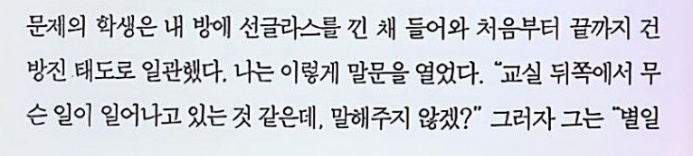 문제의 학생은 내 방에 선글라스를 낀 채 들어와 처음부터 끝까지 건
방진 태도로 일관했다. 나는 이렇게 말문을 열었다. “교실 뒤쪽에서 무
슨 일이 일어나고 있는 것 같은데, 말해주지 않겠?” 그러자 그는 “별일